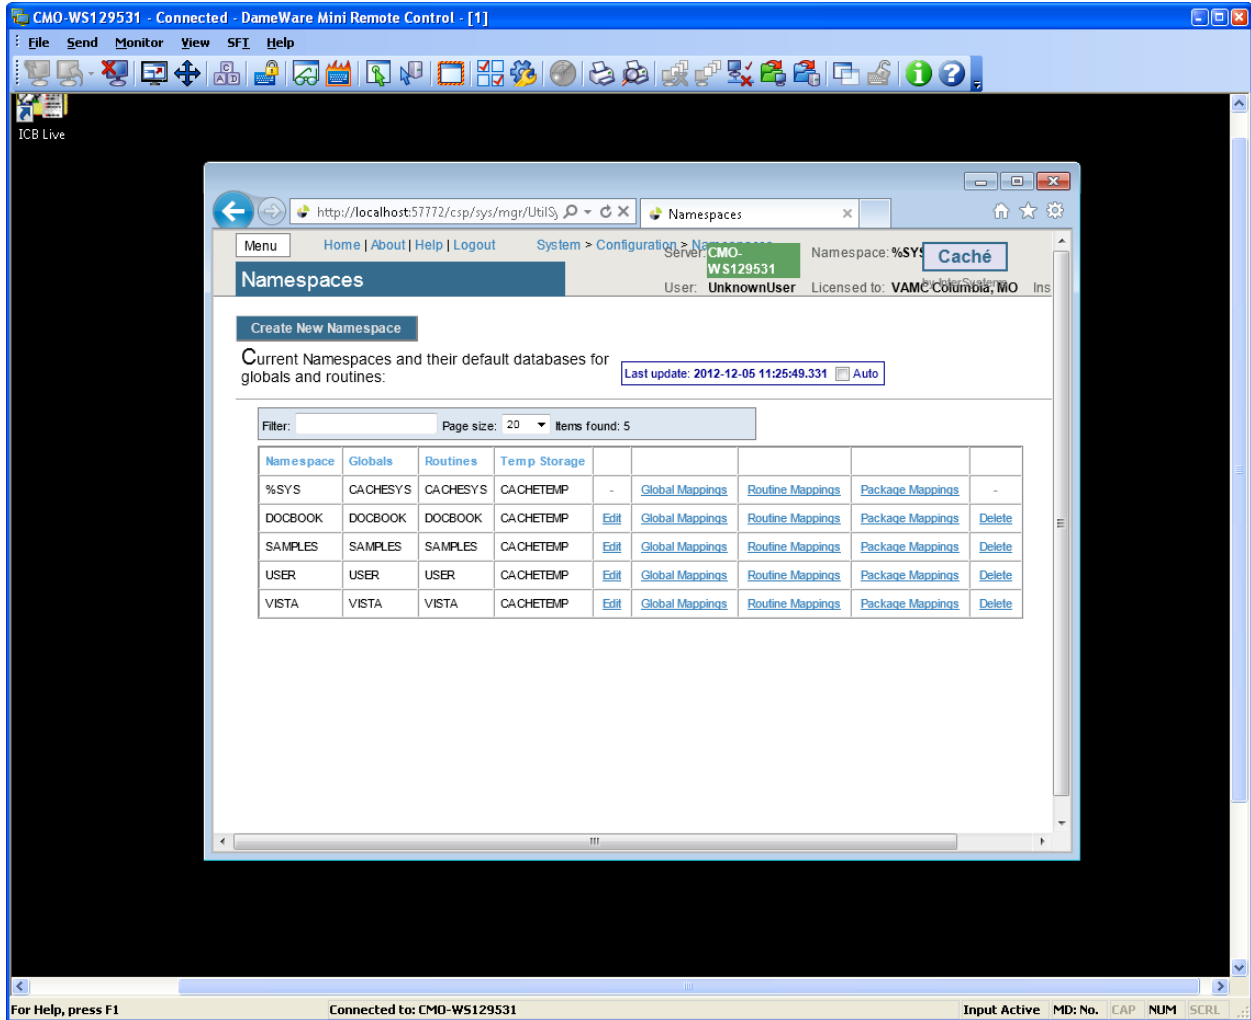 CMO-WS129531 - Connected - DameWare Mini Remote Control - [1]
File Send Monitor View SFT Help
ICB Live
http://localhost:57772/csp/sys/mgr/UtilSy
Namespaces
Menu Home | About | Help | Logout System > Configuration > Namespaces
Server: CMO-WS129531 Namespace: %SYS
Caché
by InterSystems
Namespaces
User: UnknownUser Licensed to: VAMC Columbia, MO Ins
Create New Namespace
Current Namespaces and their default databases for
globals and routines:
Last update: 2012-12-05 11:25:49.331 Auto
Filter: Page size: 20 Items found: 5
Namespace Globals Routines Temp Storage
%SYS CACHESYS CACHESYS CACHETEMP - Global Mappings Routine Mappings Package Mappings -
DOCBOOK DOCBOOK DOCBOOK CACHETEMP Edit Global Mappings Routine Mappings Package Mappings Delete
SAMPLES SAMPLES SAMPLES CACHETEMP Edit Global Mappings Routine Mappings Package Mappings Delete
USER USER USER CACHETEMP Edit Global Mappings Routine Mappings Package Mappings Delete
VISTA VISTA VISTA CACHETEMP Edit Global Mappings Routine Mappings Package Mappings Delete
For Help, press F1 Connected to: CMO-WS129531 Input Active MD: No. CAP NUM SCRL